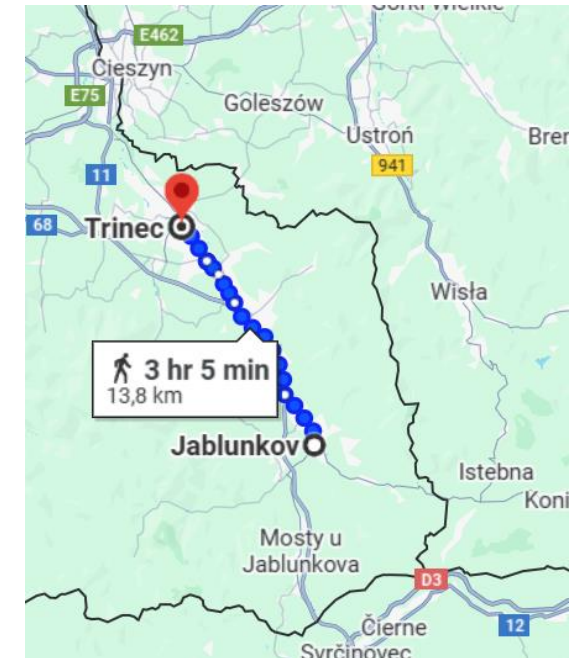 Górki Wielkie
E462
Cieszyn
E75
Goleszów
Ustroń
Bren
941
11
68
Trinec
Wisła
3 hr 5 min
13,8 km
Jablunkov
Istebna
Koni
Mosty u
Jablunkova
D3
Čierne
12
Svrčinovec